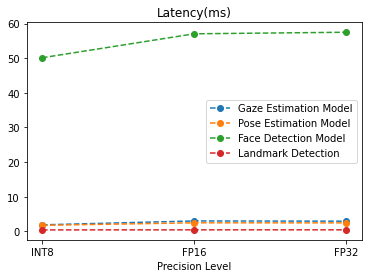 Latency(ms)
60
50
40
30
20
10
0
Gaze Estimation Model
Pose Estimation Model
Face Detection Model
Landmark Detection
INT8 FP16 FP32
Precision Level